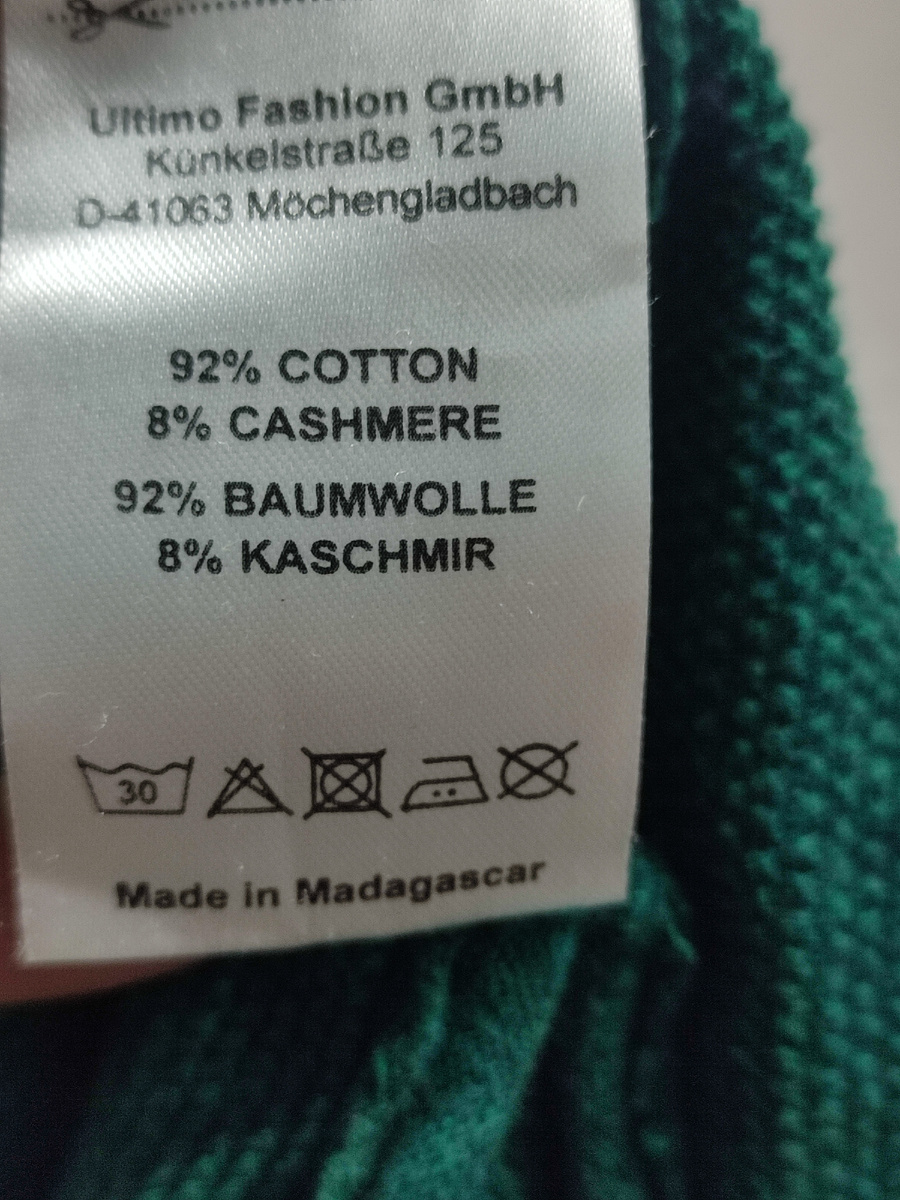 Ultimo Fashion GmbH
Künkelstraße 125
D-41063 Möchengladbach
92% COTTON
8% CASHMERE
92% BAUMWOLLE
8% KASCHMIR
30
Made in Madagascar